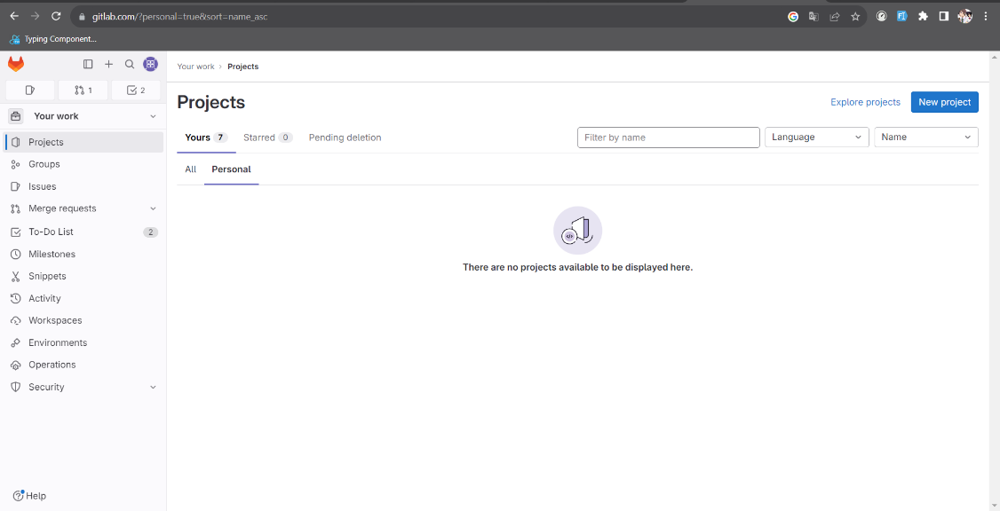 gitlab.com/?personal=true&sort=name_asc
Typing Component...
Your work › Projects
1
2
Your work
Projects
Explore projects
New project
Yours 7
Starred 0
Pending deletion
Filter by name
Language
Name
All
Personal
Projects
Groups
Issues
Merge requests
To-Do List 2
Milestones
Snippets
Activity
Workspaces
Environments
Operations
Security
There are no projects available to be displayed here.
Help